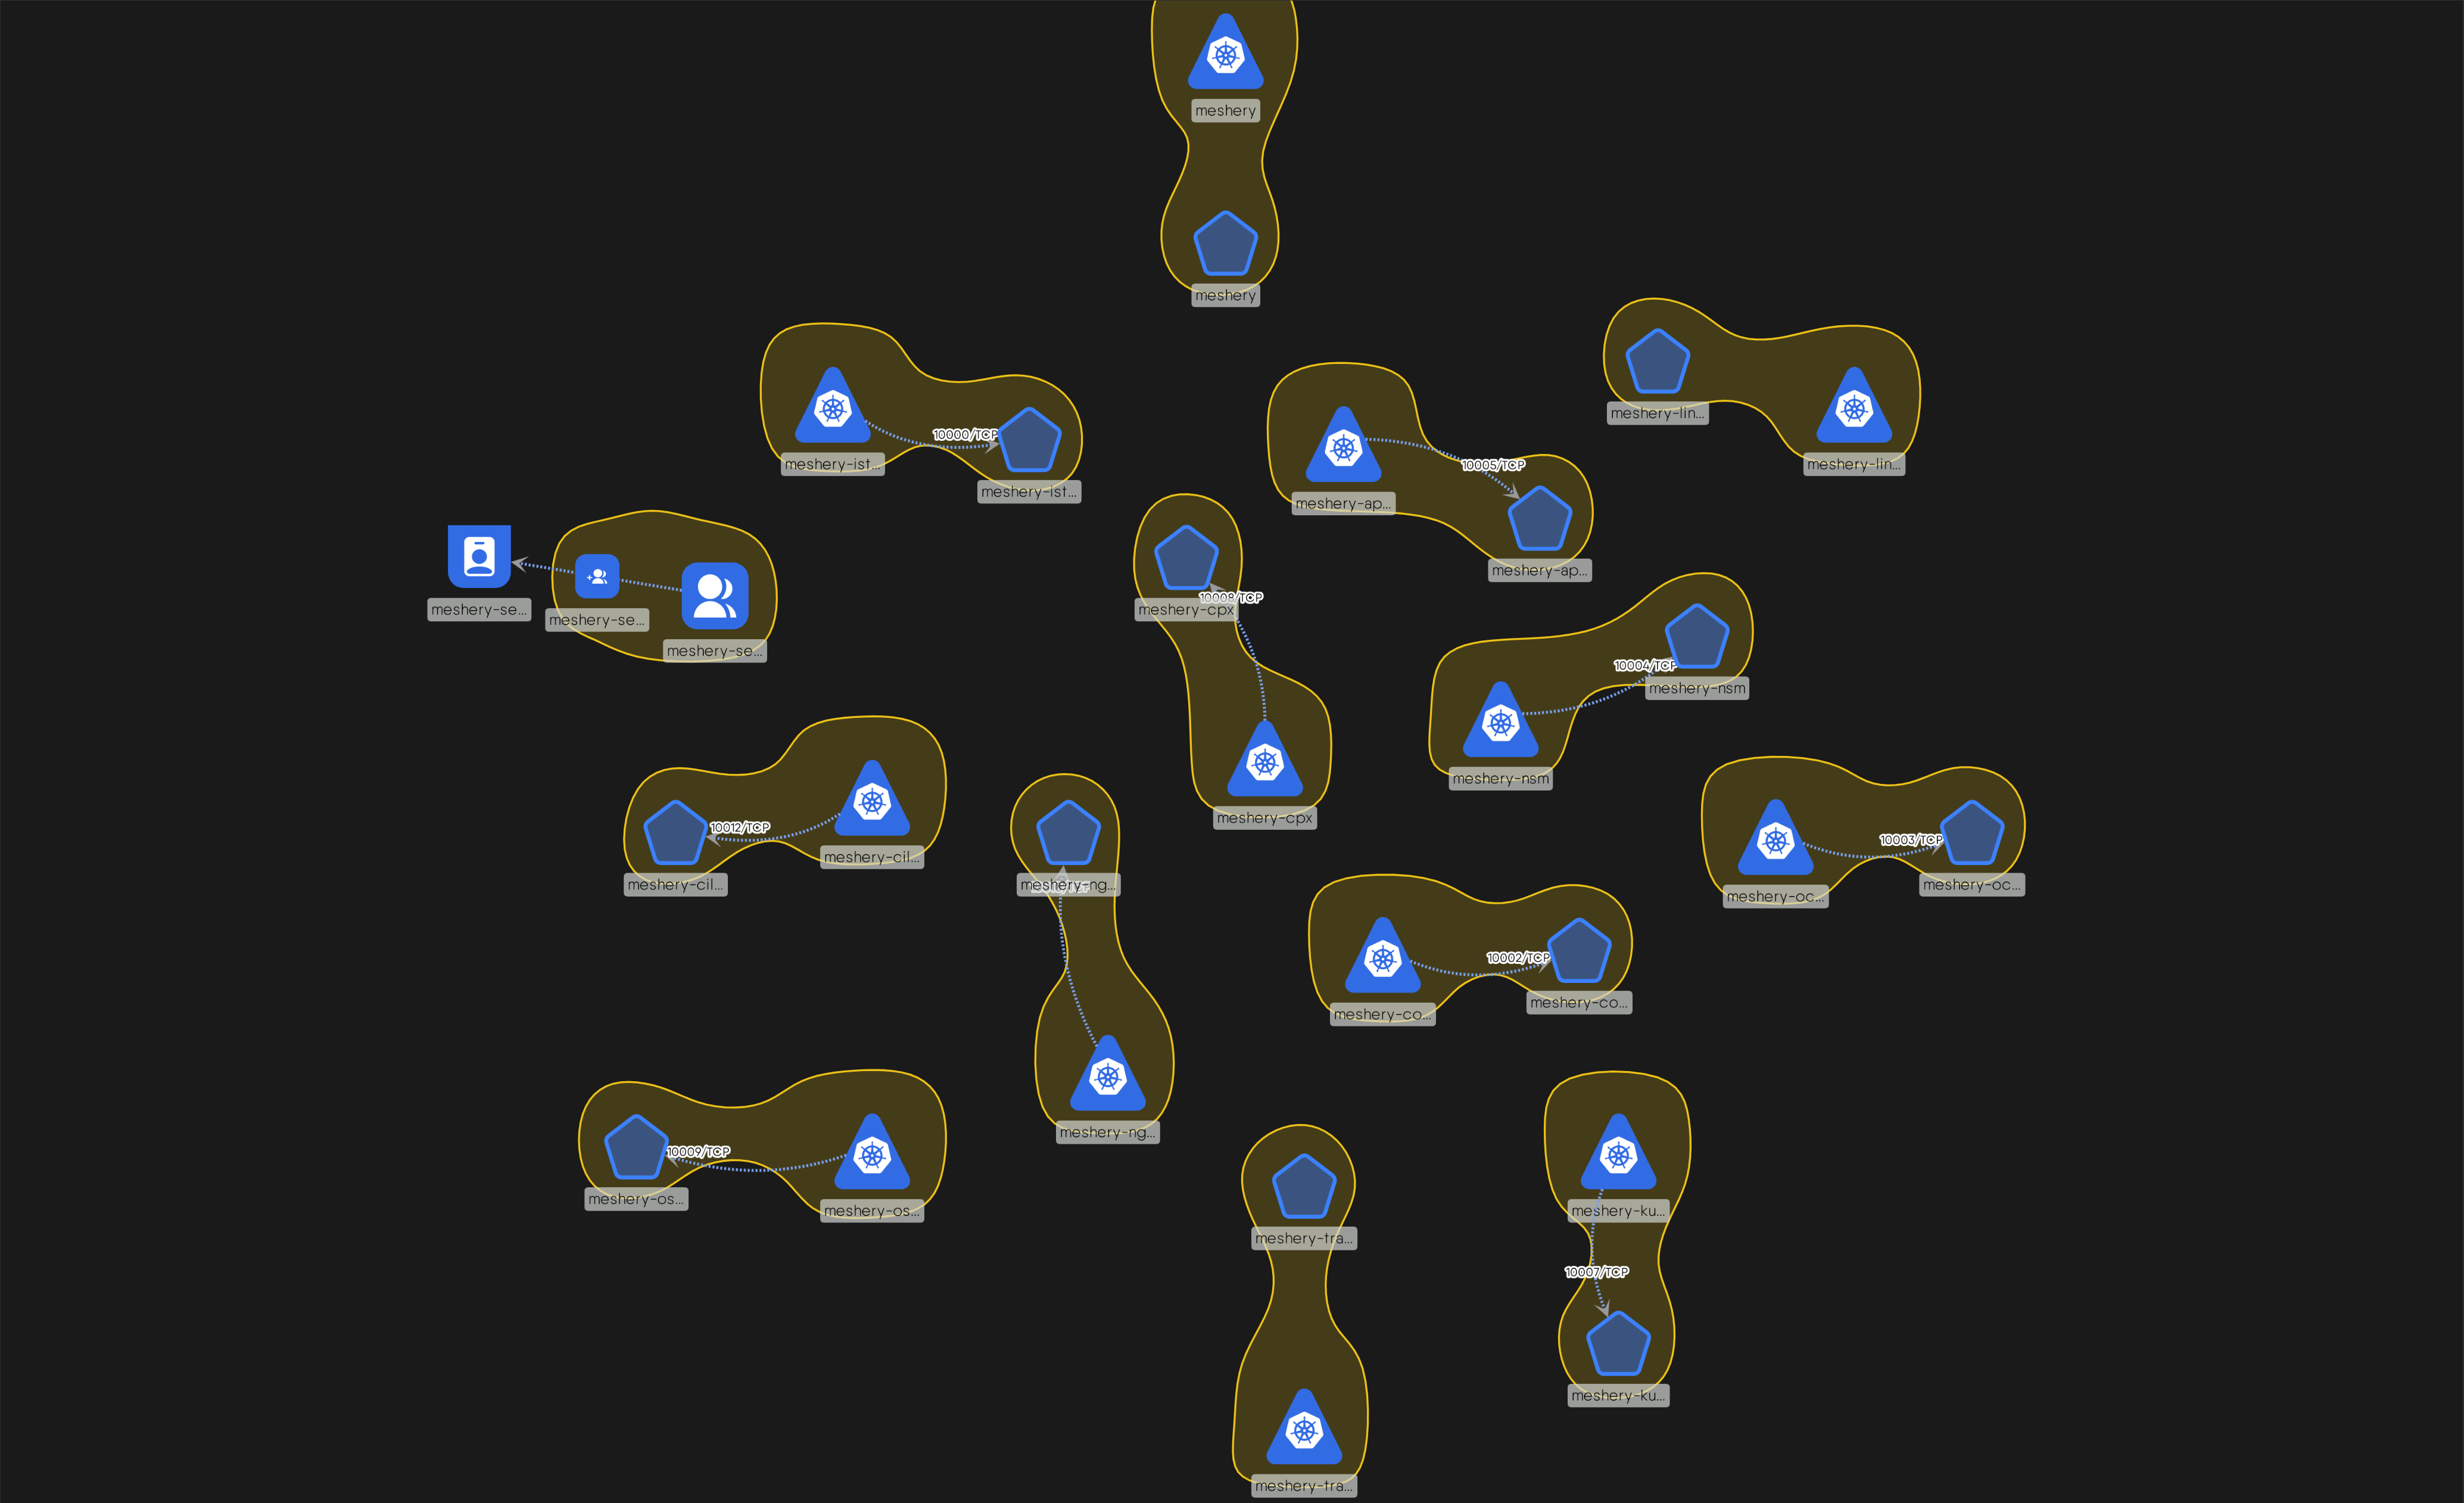 meshery
meshery
meshery-lin...
meshery-lin...
10000/TCP
meshery-ist...
meshery-ist...
10005/TCP
meshery-ap...
meshery-ap...
meshery-se...
meshery-se...
meshery-se...
meshery-cpx
10008/TCP
meshery-cpx
10004/TCP
meshery-nsm
meshery-nsm
10012/TCP
meshery-cil...
meshery-cil...
meshery-ng...
meshery-ng...
10003/TCP
meshery-oc...
meshery-oc...
10002/TCP
meshery-co...
meshery-co...
10009/TCP
meshery-os...
meshery-os...
meshery-tra...
meshery-tra...
meshery-ku...
10007/TCP
meshery-ku...